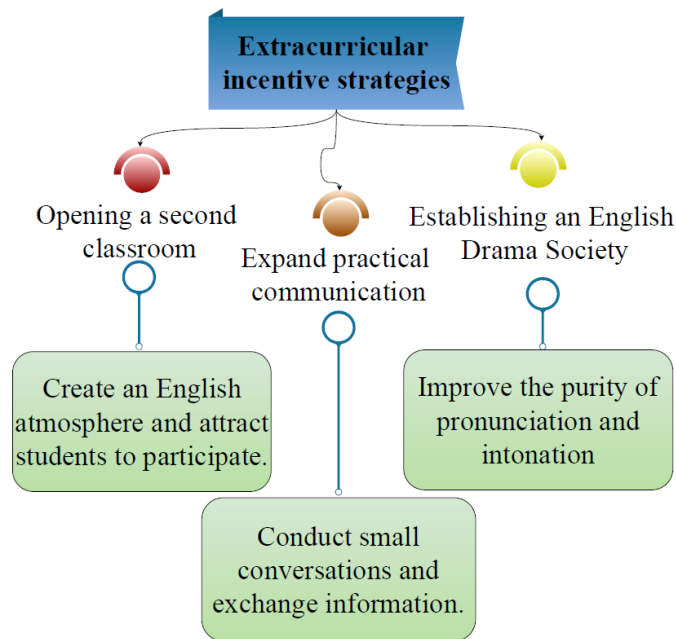 Extracurricular
incentive strategies
Opening a second
classroom
Expand practical
communication
Establishing an English
Drama Society
Create an English
atmosphere and attract
students to participate.
Conduct small
conversations and
exchange information.
Improve the purity of
pronunciation and
intonation